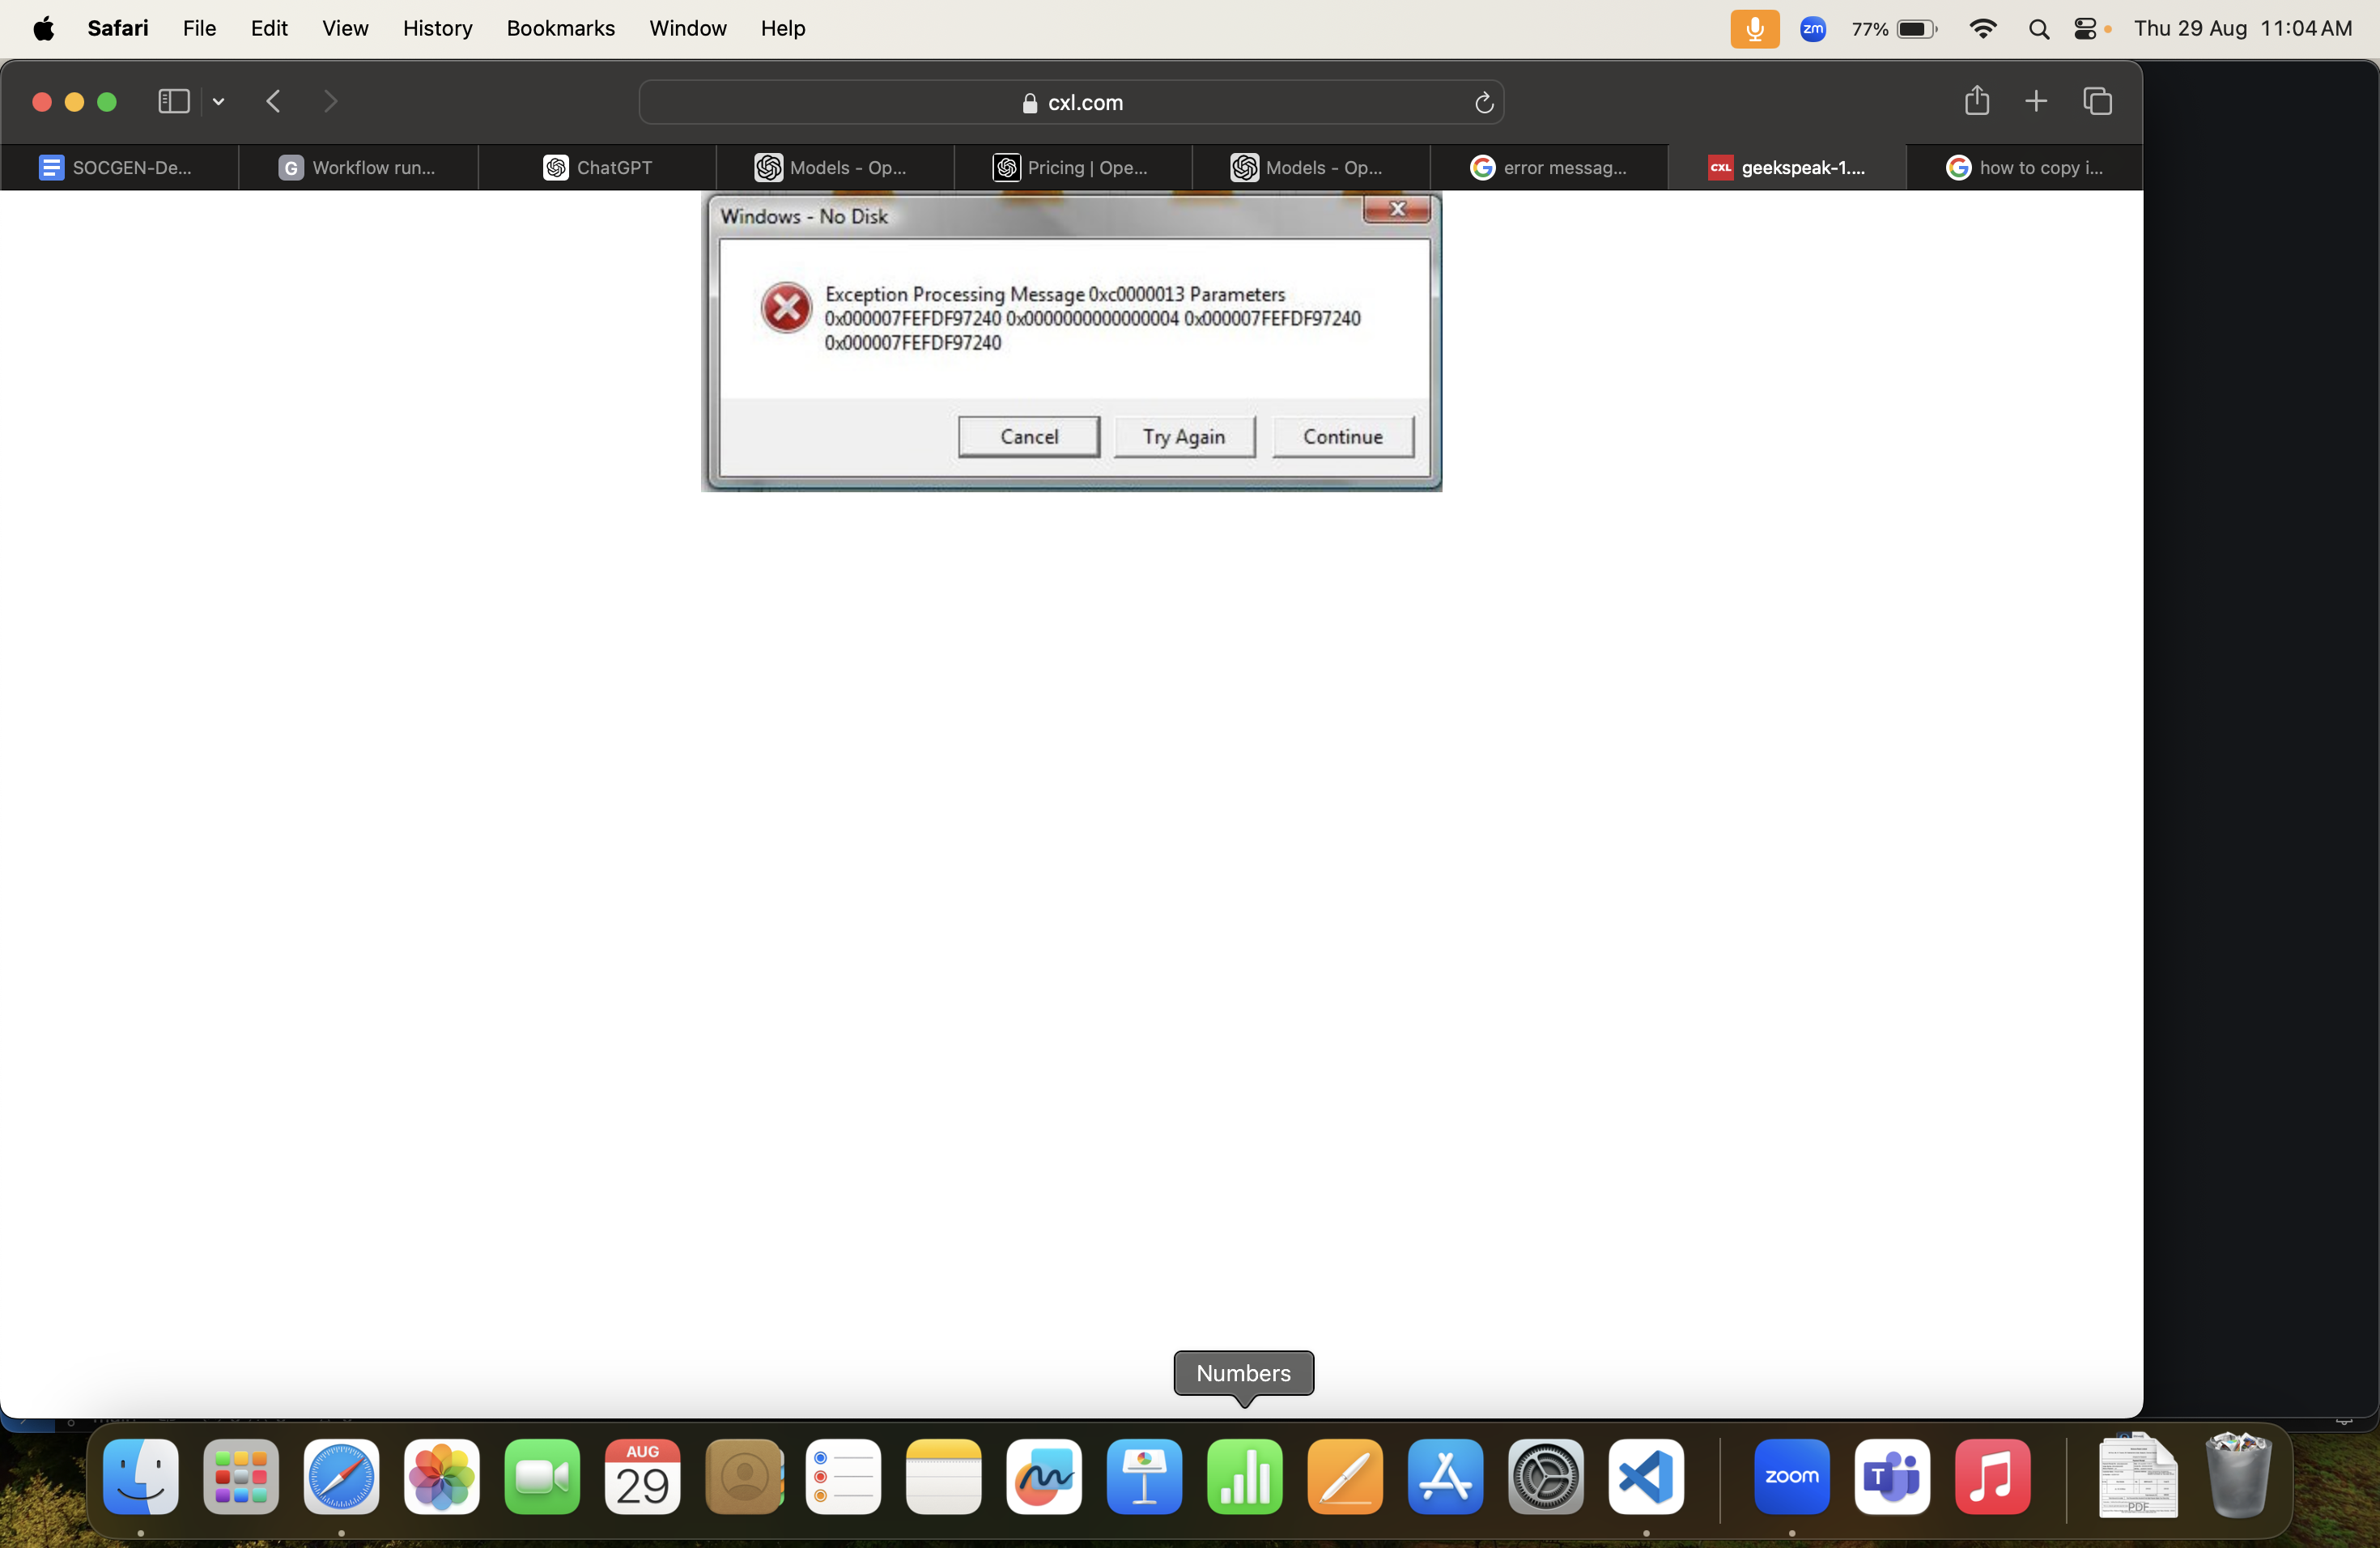 Safari File Edit View History Bookmarks Window Help zm 77% Thu 29 Aug 11:04 AM
cxl.com
SOCGEN-De... G Workflow run... ChatGPT Models - Op... Pricing | Ope... Models - Op... error messag... CXL geekspeak-1.... how to copy i...
Windows - No Disk
Exception Processing Message 0xc0000013 Parameters
0x000007FEFDF97240 0x0000000000000004 0x000007FEFDF97240
0x000007FEFDF97240
Cancel Try Again Continue
Numbers
AUG
29
zoom
T
PDF